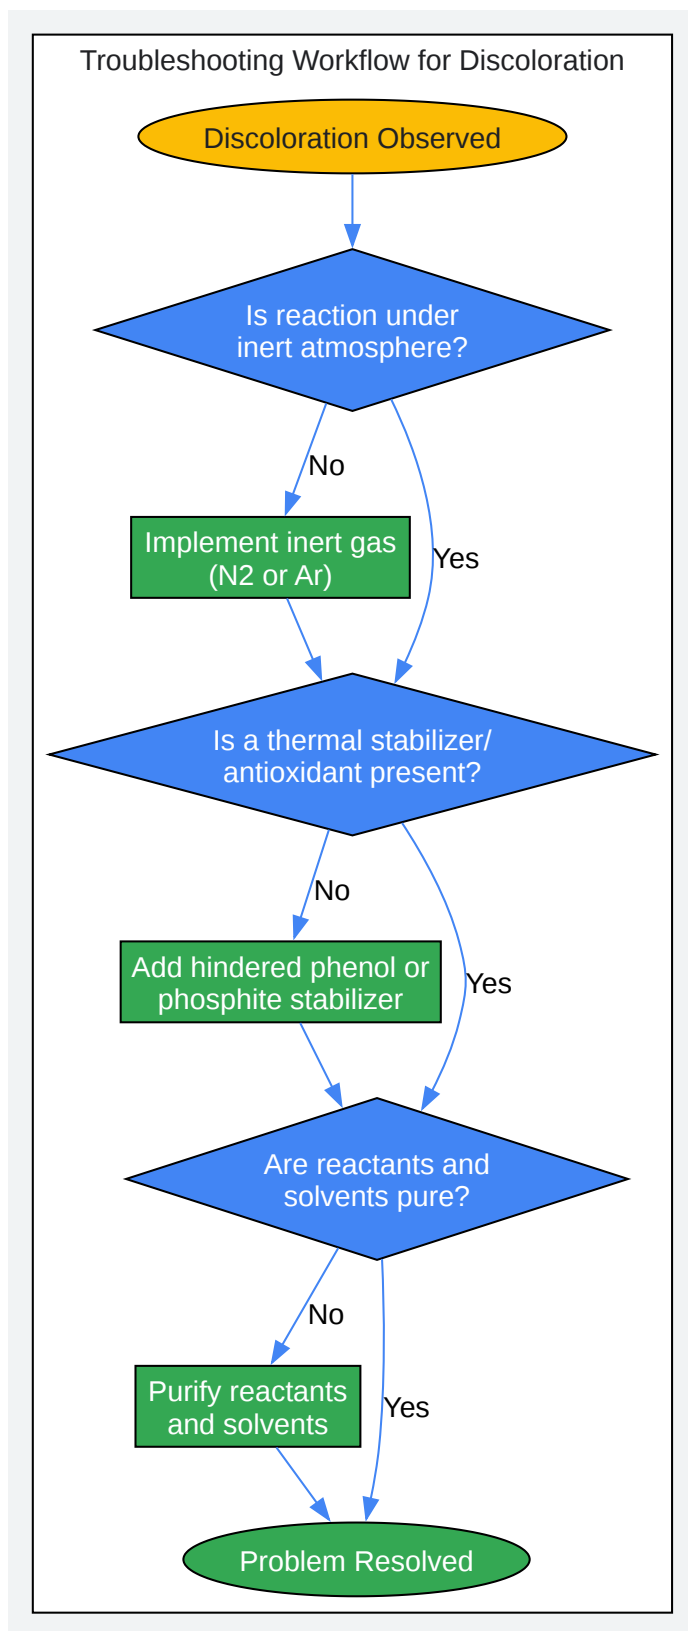 Troubleshooting Workflow for Discoloration
Discoloration Observed
Is reaction under
inert atmosphere?
No
Implement inert gas
(N2 or Ar)
Yes
Is a thermal stabilizer/
antioxidant present?
No
Add hindered phenol or
phosphite stabilizer
Yes
Are reactants and
solvents pure?
No
Purify reactants
and solvents
Yes
Problem Resolved